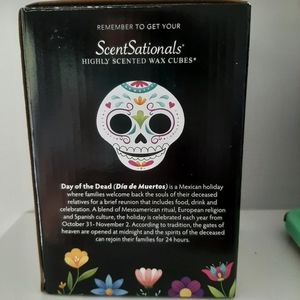 REMEMBER TO GET YOUR
ScentSationals®
HIGHLY SCENTED WAX CUBES®
Day of the Dead (Día de Muertos) is a Mexican holiday
where families welcome back the souls of their deceased
relatives for a brief reunion that includes food, drink and
celebration. A blend of Mesoamerican ritual, European religion
and Spanish culture, the holiday is celebrated each year from
October 31- November 2. According to tradition, the gates of
heaven are opened at midnight and the spirits of the deceased
can rejoin their families for 24 hours.